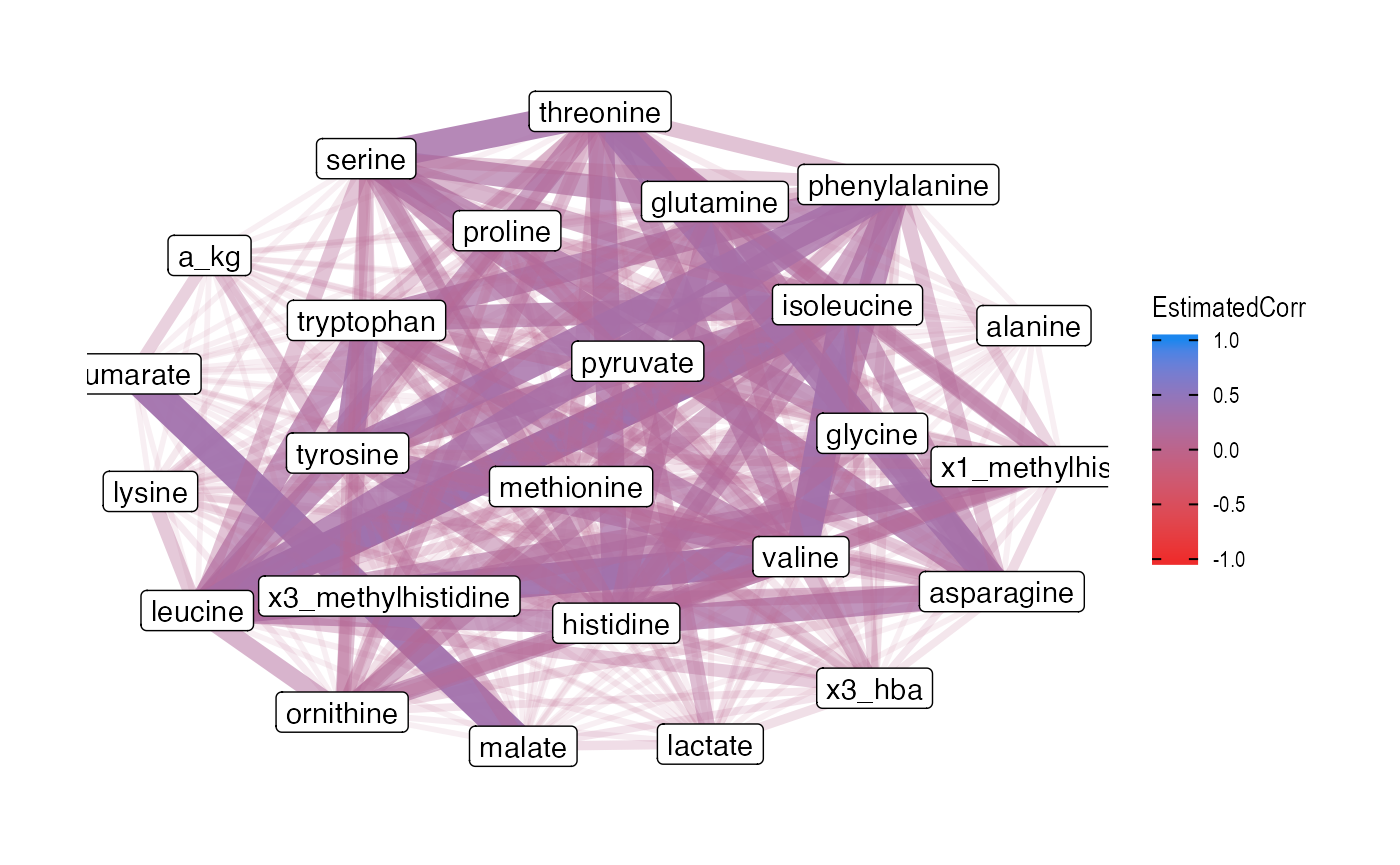 threonine
serine
phenylalanine
glutamine
proline
a_kg
isoleucine
tryptophan
alanine
pyruvate
umarate
glycine
tyrosine
x1_methylhis
methionine
lysine
valine
asparagine
x3_methylhistidine
leucine
histidine
x3_hba
ornithine
malate
lactate
EstimatedCorr
1.0
0.5
0.0
-0.5
-1.0